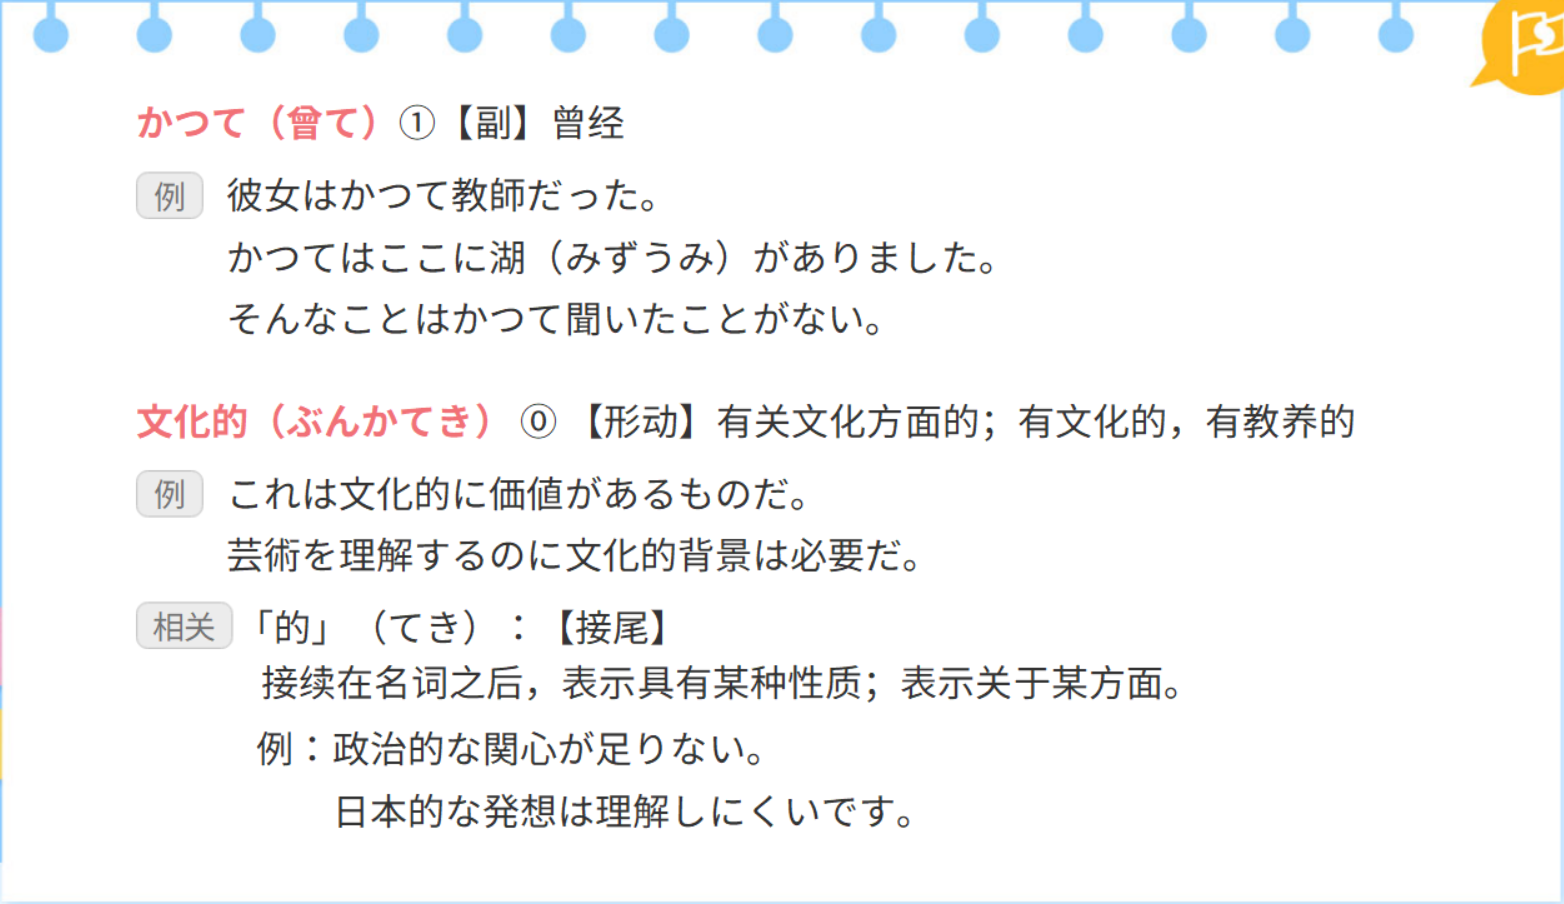 かつて（曾て）①【副】曾经
例 彼女はかつて教師だった。
かつてはここに湖（みずうみ）がありました。
そんなことはかつて聞いたことがない。
文化的（ぶんかてき）⓪【形动】有关文化方面的；有文化的，有教养的
例 これは文化的に価値があるものだ。
芸術を理解するのに文化的背景は必要だ。
相关 「的」（てき）：【接尾】
接续在名词之后，表示具有某种性质；表示关于某方面。
例：政治的な関心が足りない。
日本的な発想は理解しにくいです。